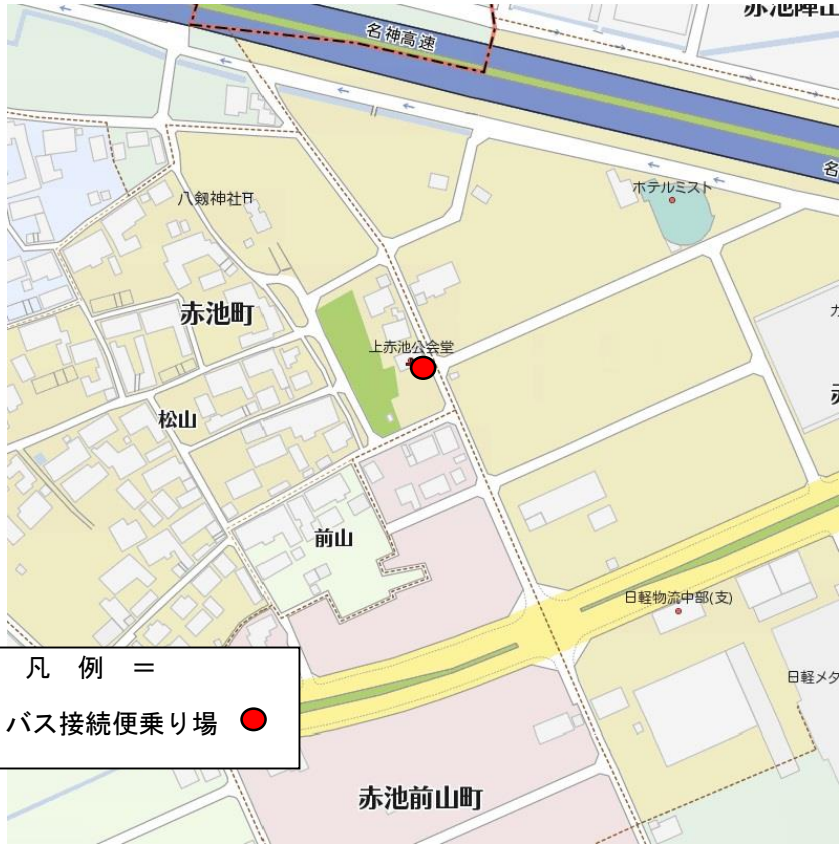 赤池陣山
名神高速
名
ホテルミスト
八剱神社
赤池町
上赤池公会堂
松山
前山
日軽物流中部(支)
日軽メタ
凡 例 =
バス接続便乗り場
赤池前山町